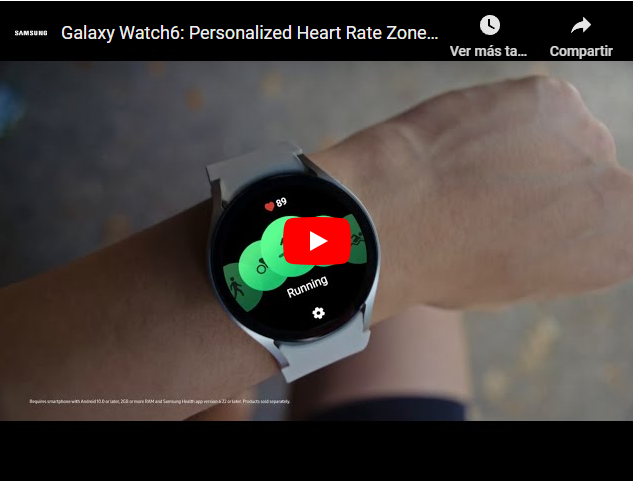 SAMSUNG
Galaxy Watch6: Personalized Heart Rate Zone...
Ver más ta...
Compartir
89
Running
Requires smartphone with Android 10.0 or later, 2GB or more RAM and Samsung Health app version 6.22 or later. Products sold separately.